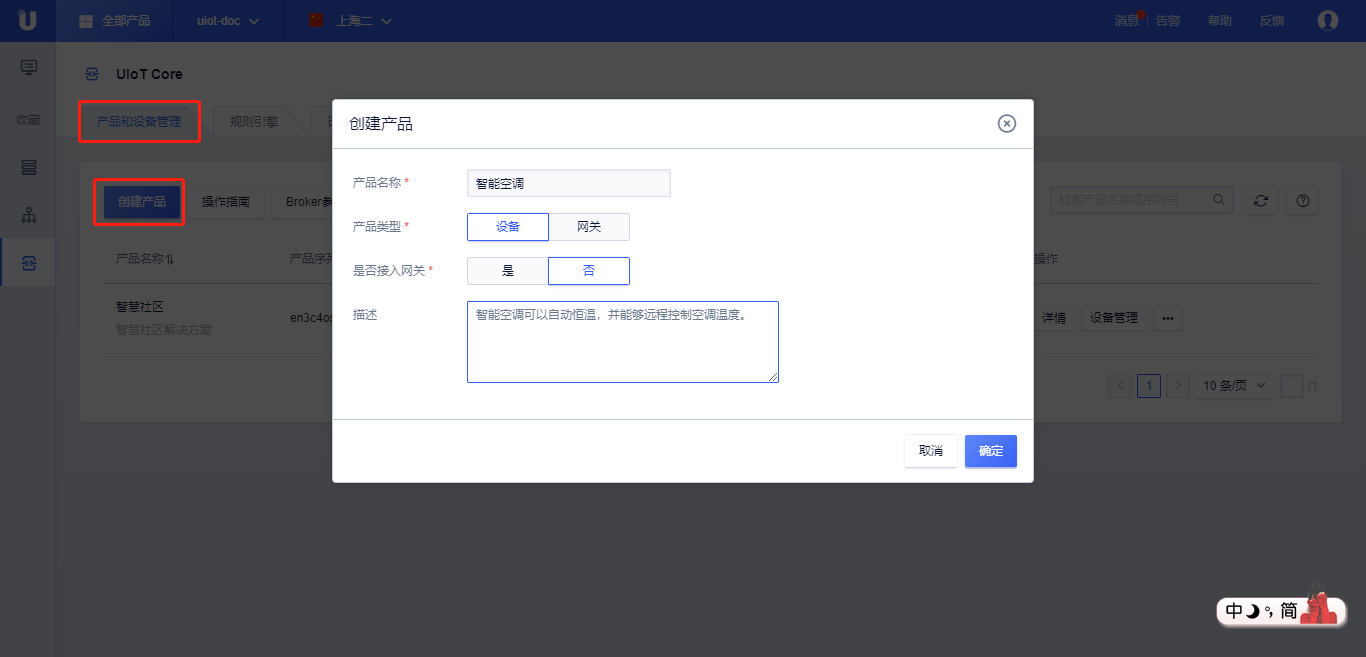 全部产品
uiot-doc
上海二
消息
告警
帮助
反馈
收藏
UIoT Core
产品和设备管理
规则引擎
创建产品
操作指南
Broker参
检索产品名称或序列号
产品名称
产品序列
操作
智慧社区
智慧社区解决方案
en3c4os
详情
设备管理
1
10 条/页
/1
创建产品
产品名称*
智能空调
产品类型*
设备
网关
是否接入网关*
是
否
描述
智能空调可以自动恒温，并能够远程控制空调温度。
取消
确定
中 简